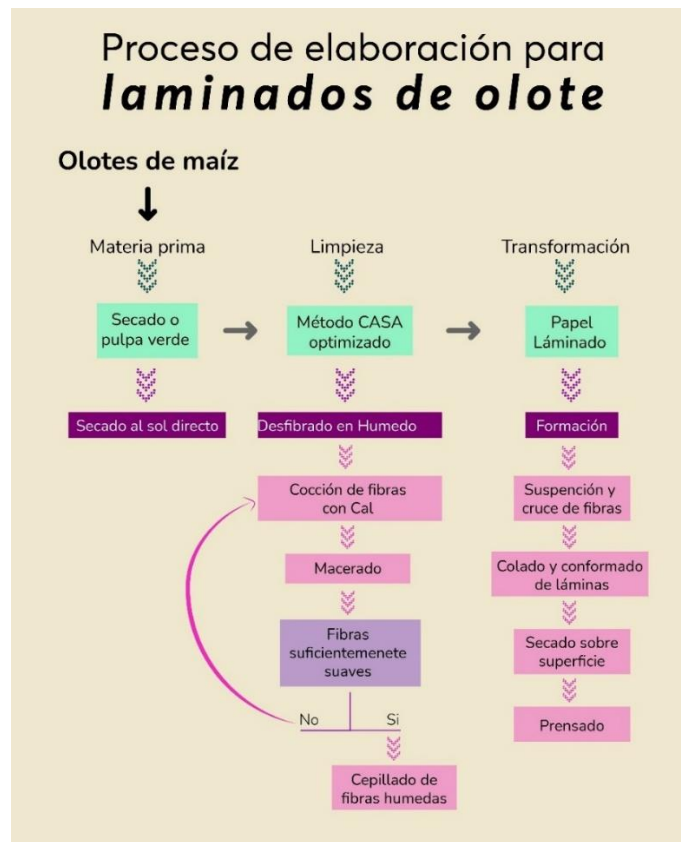 Proceso de elaboración para
laminados de olote
Olotes de maíz
Materia prima
Secado o
pulpa verde
Secado al sol directo
Limpieza
Método CASA
optimizado
Desfibrado en Humedo
Cocción de fibras
con Cal
Macerado
Fibras
suficientemenete
suaves
No
Si
Cepillado de
fibras humedas
Transformación
Papel
Láminado
Formación
Suspención y
cruce de fibras
Colado y conformado
de láminas
Secado sobre
superficie
Prensado